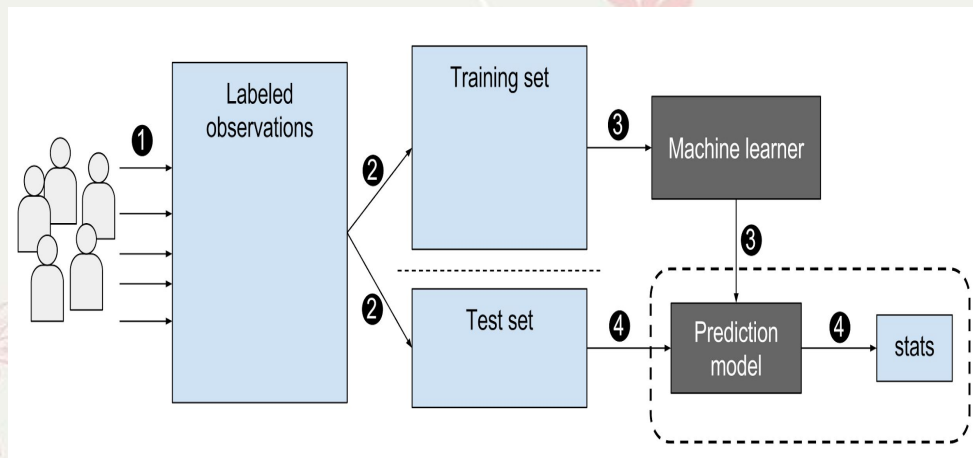 1
Labeled
observations
2
2
Training set
Test set
3
4
Machine learner
3
Prediction
model
4
stats